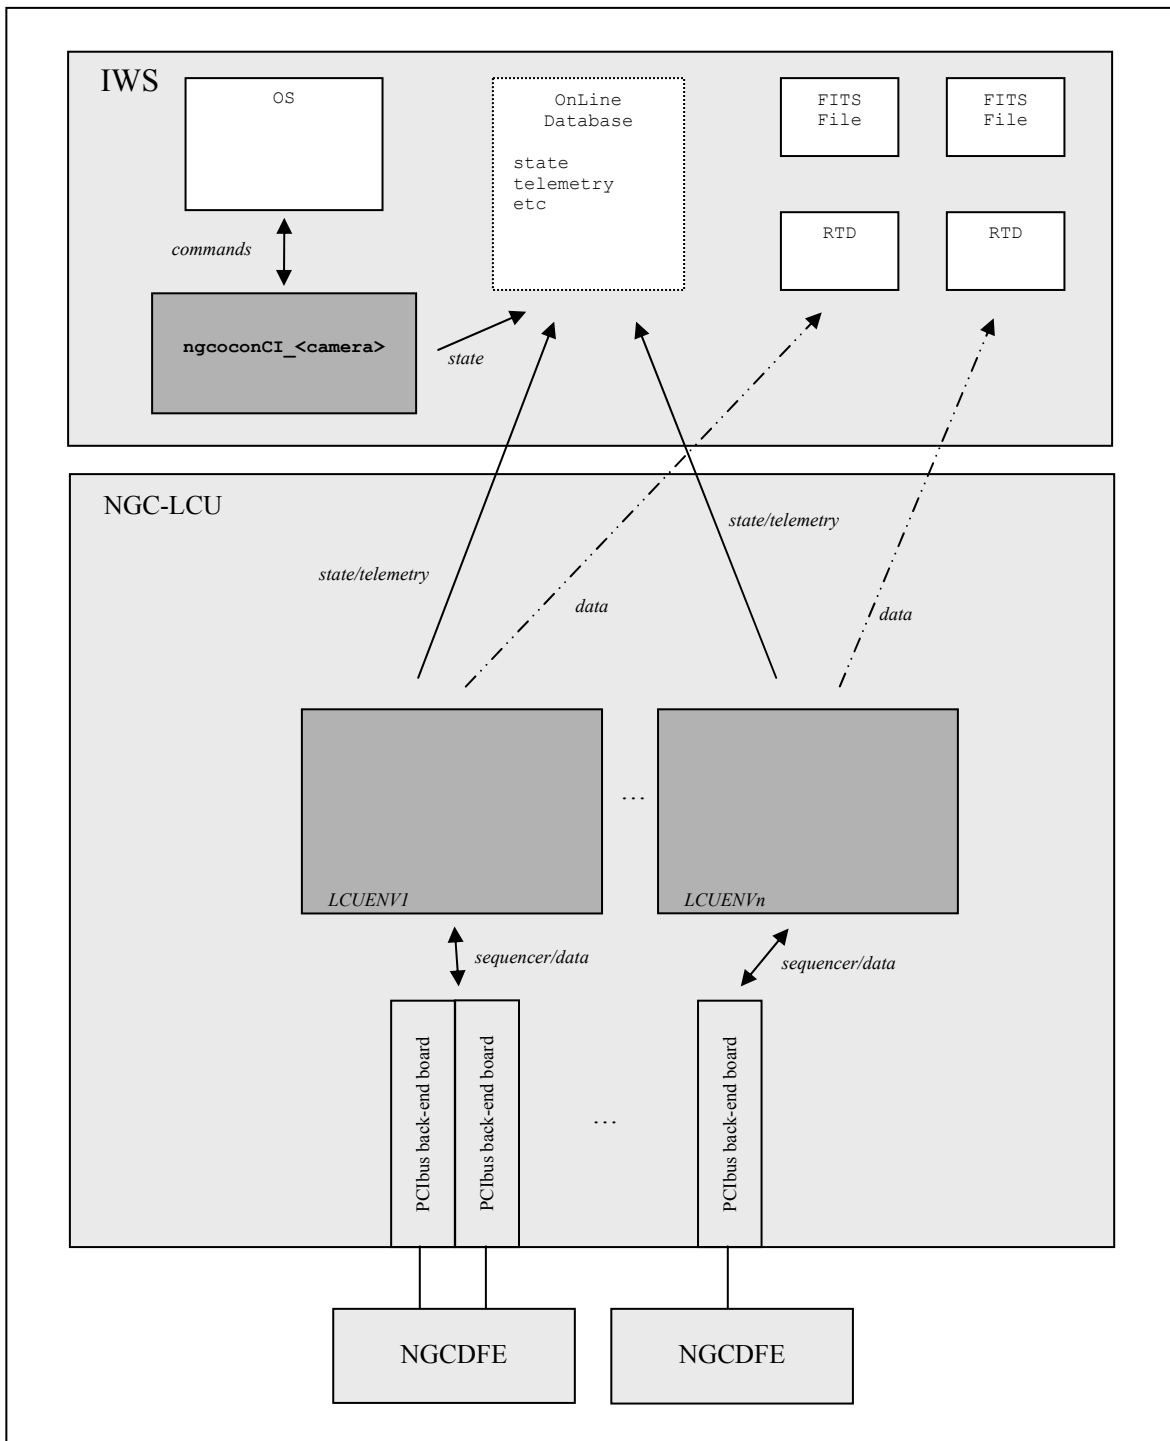 IWS
OS
OnLine
Database
state
telemetry
etc
FITS
File
FITS
File
RTD
RTD
commands
ngcoconCI_<camera>
state
NGC-LCU
state/telemetry
state/telemetry
data
data
...
LCUENV1
LCUENVn
sequencer/data
sequencer/data
PCIbus back-end board
PCIbus back-end board
...
PCIbus back-end board
NGCDFE
NGCDFE